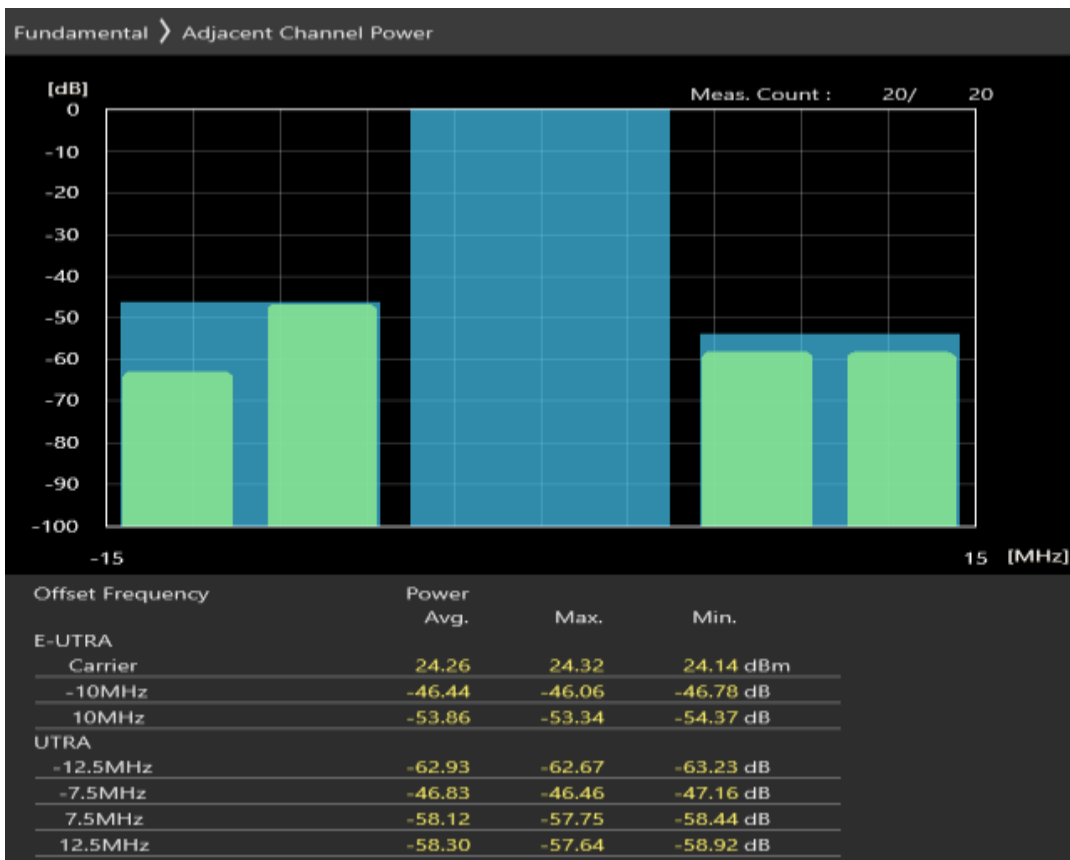 Fundamental 〉 Adjacent Channel Power
[dB]
Meas. Count : 20/ 20
0
-10
-20
-30
-40
-50
-60
-70
-80
-90
-100
-15 15 [MHz]
Offset Frequency Power
Avg. Max. Min.
E-UTRA
Carrier 24.26 24.32 24.14 dBm
-10MHz -46.44 -46.06 -46.78 dB
10MHz -53.86 -53.34 -54.37 dB
UTRA
-12.5MHz -62.93 -62.67 -63.23 dB
-7.5MHz -46.83 -46.46 -47.16 dB
7.5MHz -58.12 -57.75 -58.44 dB
12.5MHz -58.30 -57.64 -58.92 dB